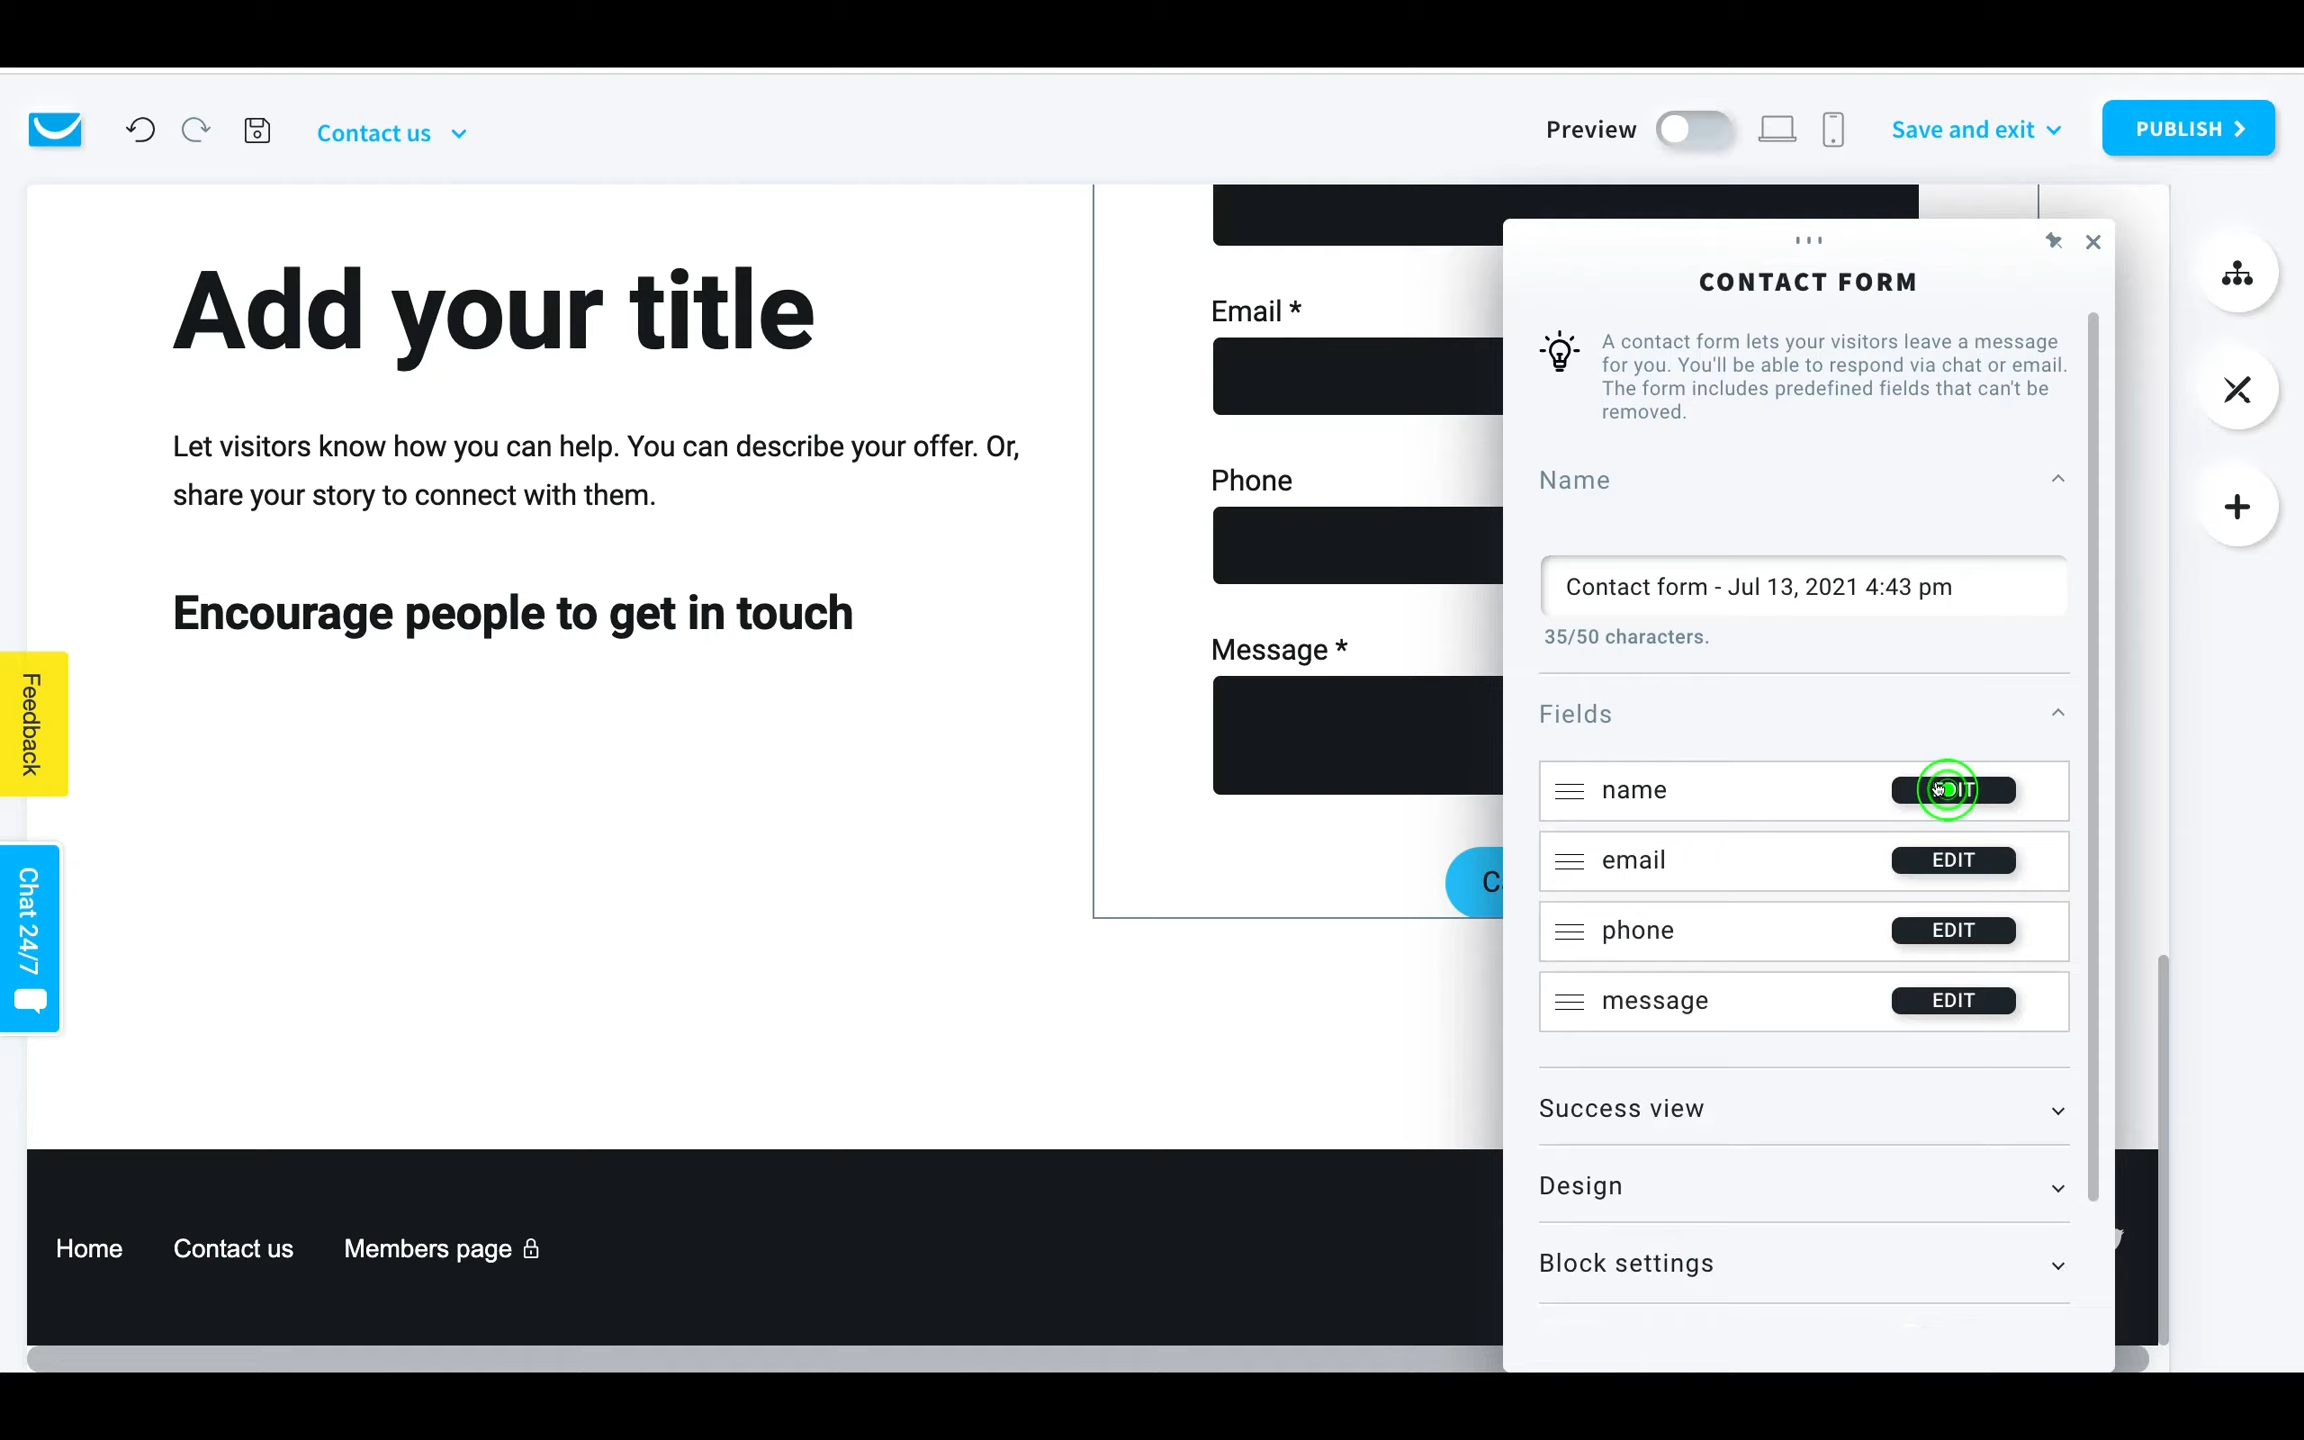 Contact us
Preview
Save and exit
PUBLISH
Add your title
Let visitors know how you can help. You can describe your offer. Or,
share your story to connect with them.
Encourage people to get in touch
Feedback
Chat 24/7
Email *
Phone
Message *
CONTACT FORM
A contact form lets your visitors leave a message
for you. You'll be able to respond via chat or email.
The form includes predefined fields that can't be
removed.
Name
Contact form - Jul 13, 2021 4:43 pm
35/50 characters.
Fields
name
email EDIT
phone EDIT
message EDIT
Success view
Design
Block settings
Home Contact us Members page